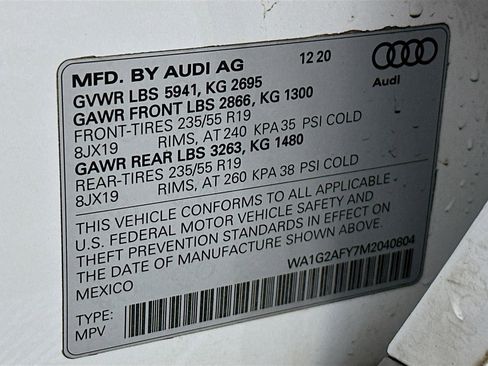 MFD. BY AUDI AG 12 20
GVWR LBS 5941, KG 2695
GAWR FRONT LBS 2866, KG 1300
FRONT-TIRES 235/55 R19
8JX19 RIMS, AT 240 KPA 35 PSI COLD
GAWR REAR LBS 3263, KG 1480
REAR-TIRES 235/55 R19
8JX19 RIMS, AT 260 KPA 38 PSI COLD
Audi
THIS VEHICLE CONFORMS TO ALL APPLICABLE
U.S. FEDERAL MOTOR VEHICLE SAFETY AND
THEFT PREVENTION STANDARDS IN EFFECT ON
THE DATE OF MANUFACTURE SHOWN ABOVE.
MEXICO
WA1G2AFY7M2040804
TYPE:
MPV